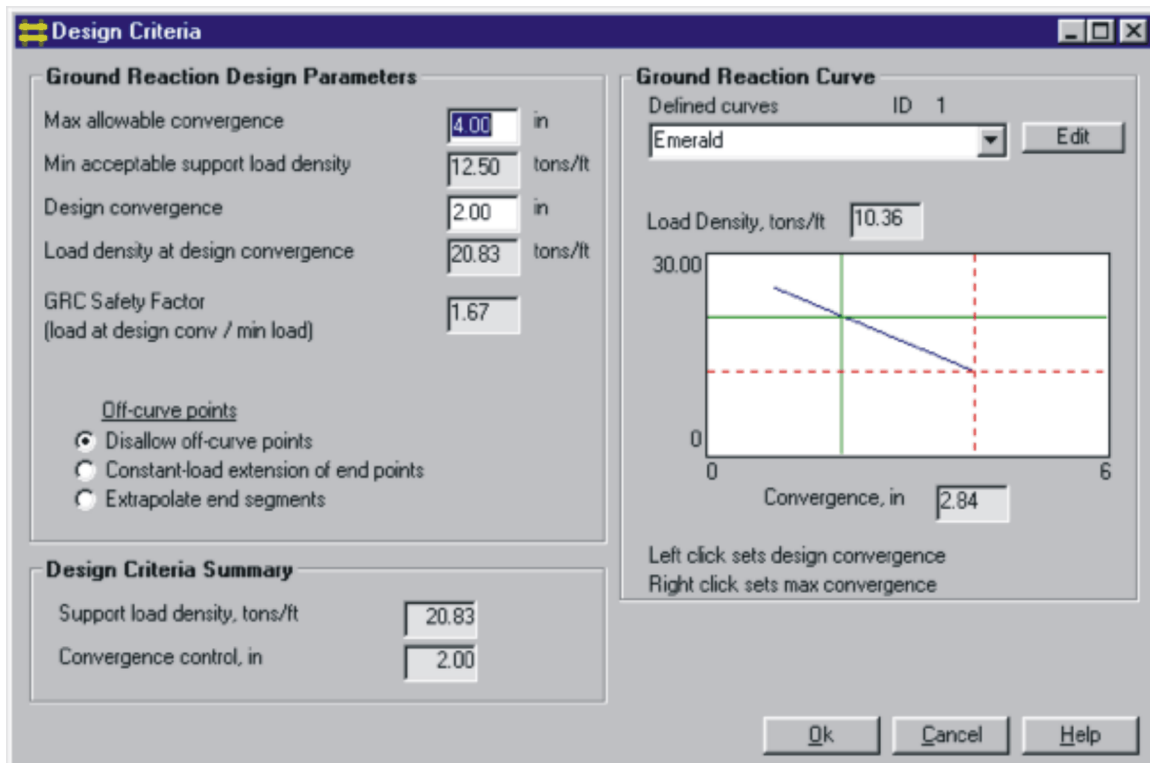 Design Criteria
Ground Reaction Design Parameters
Max allowable convergence 4.00 in
Min acceptable support load density 12.50 tons/ft
Design convergence 2.00 in
Load density at design convergence 20.83 tons/ft
GRC Safety Factor
(load at design conv / min load) 1.67
Off-curve points
Disallow off-curve points
Constant-load extension of end points
Extrapolate end segments
Design Criteria Summary
Support load density, tons/ft 20.83
Convergence control, in 2.00
Ground Reaction Curve
Defined curves ID 1
Emerald Edit
Load Density, tons/ft 10.36
30.00
0
0 6
Convergence, in 2.84
Left click sets design convergence
Right click sets max convergence
Ok Cancel Help